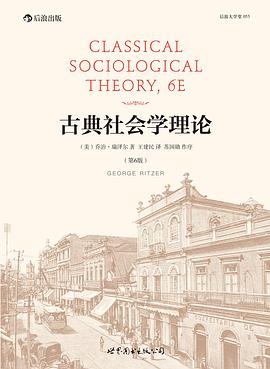 后浪出版
后浪大学堂 055
CLASSICAL
SOCIOLOGICAL
THEORY, 6E
古典社会学理论
（美）乔治·瑞泽尔 著 王建民 译 苏国勋 作序
（第6版）
GEORGE RITZER
世界图书出版公司